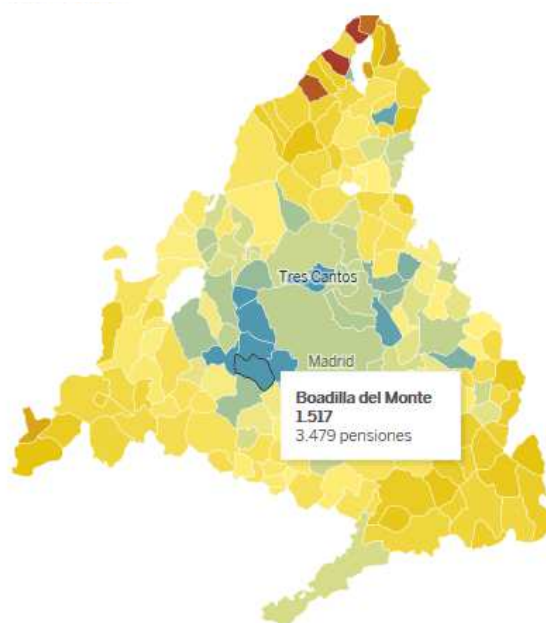 Tres Cantos
Madrid
Boadilla del Monte
1.517
3.479 pensiones